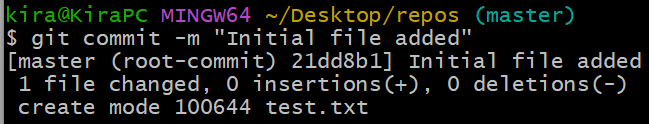 kira@KiraPC MINGW64 ~/Desktop/repos (master)
$ git commit -m "Initial file added"
[master (root-commit) 21dd8b1] Initial file added
 1 file changed, 0 insertions(+), 0 deletions(-)
 create mode 100644 test.txt